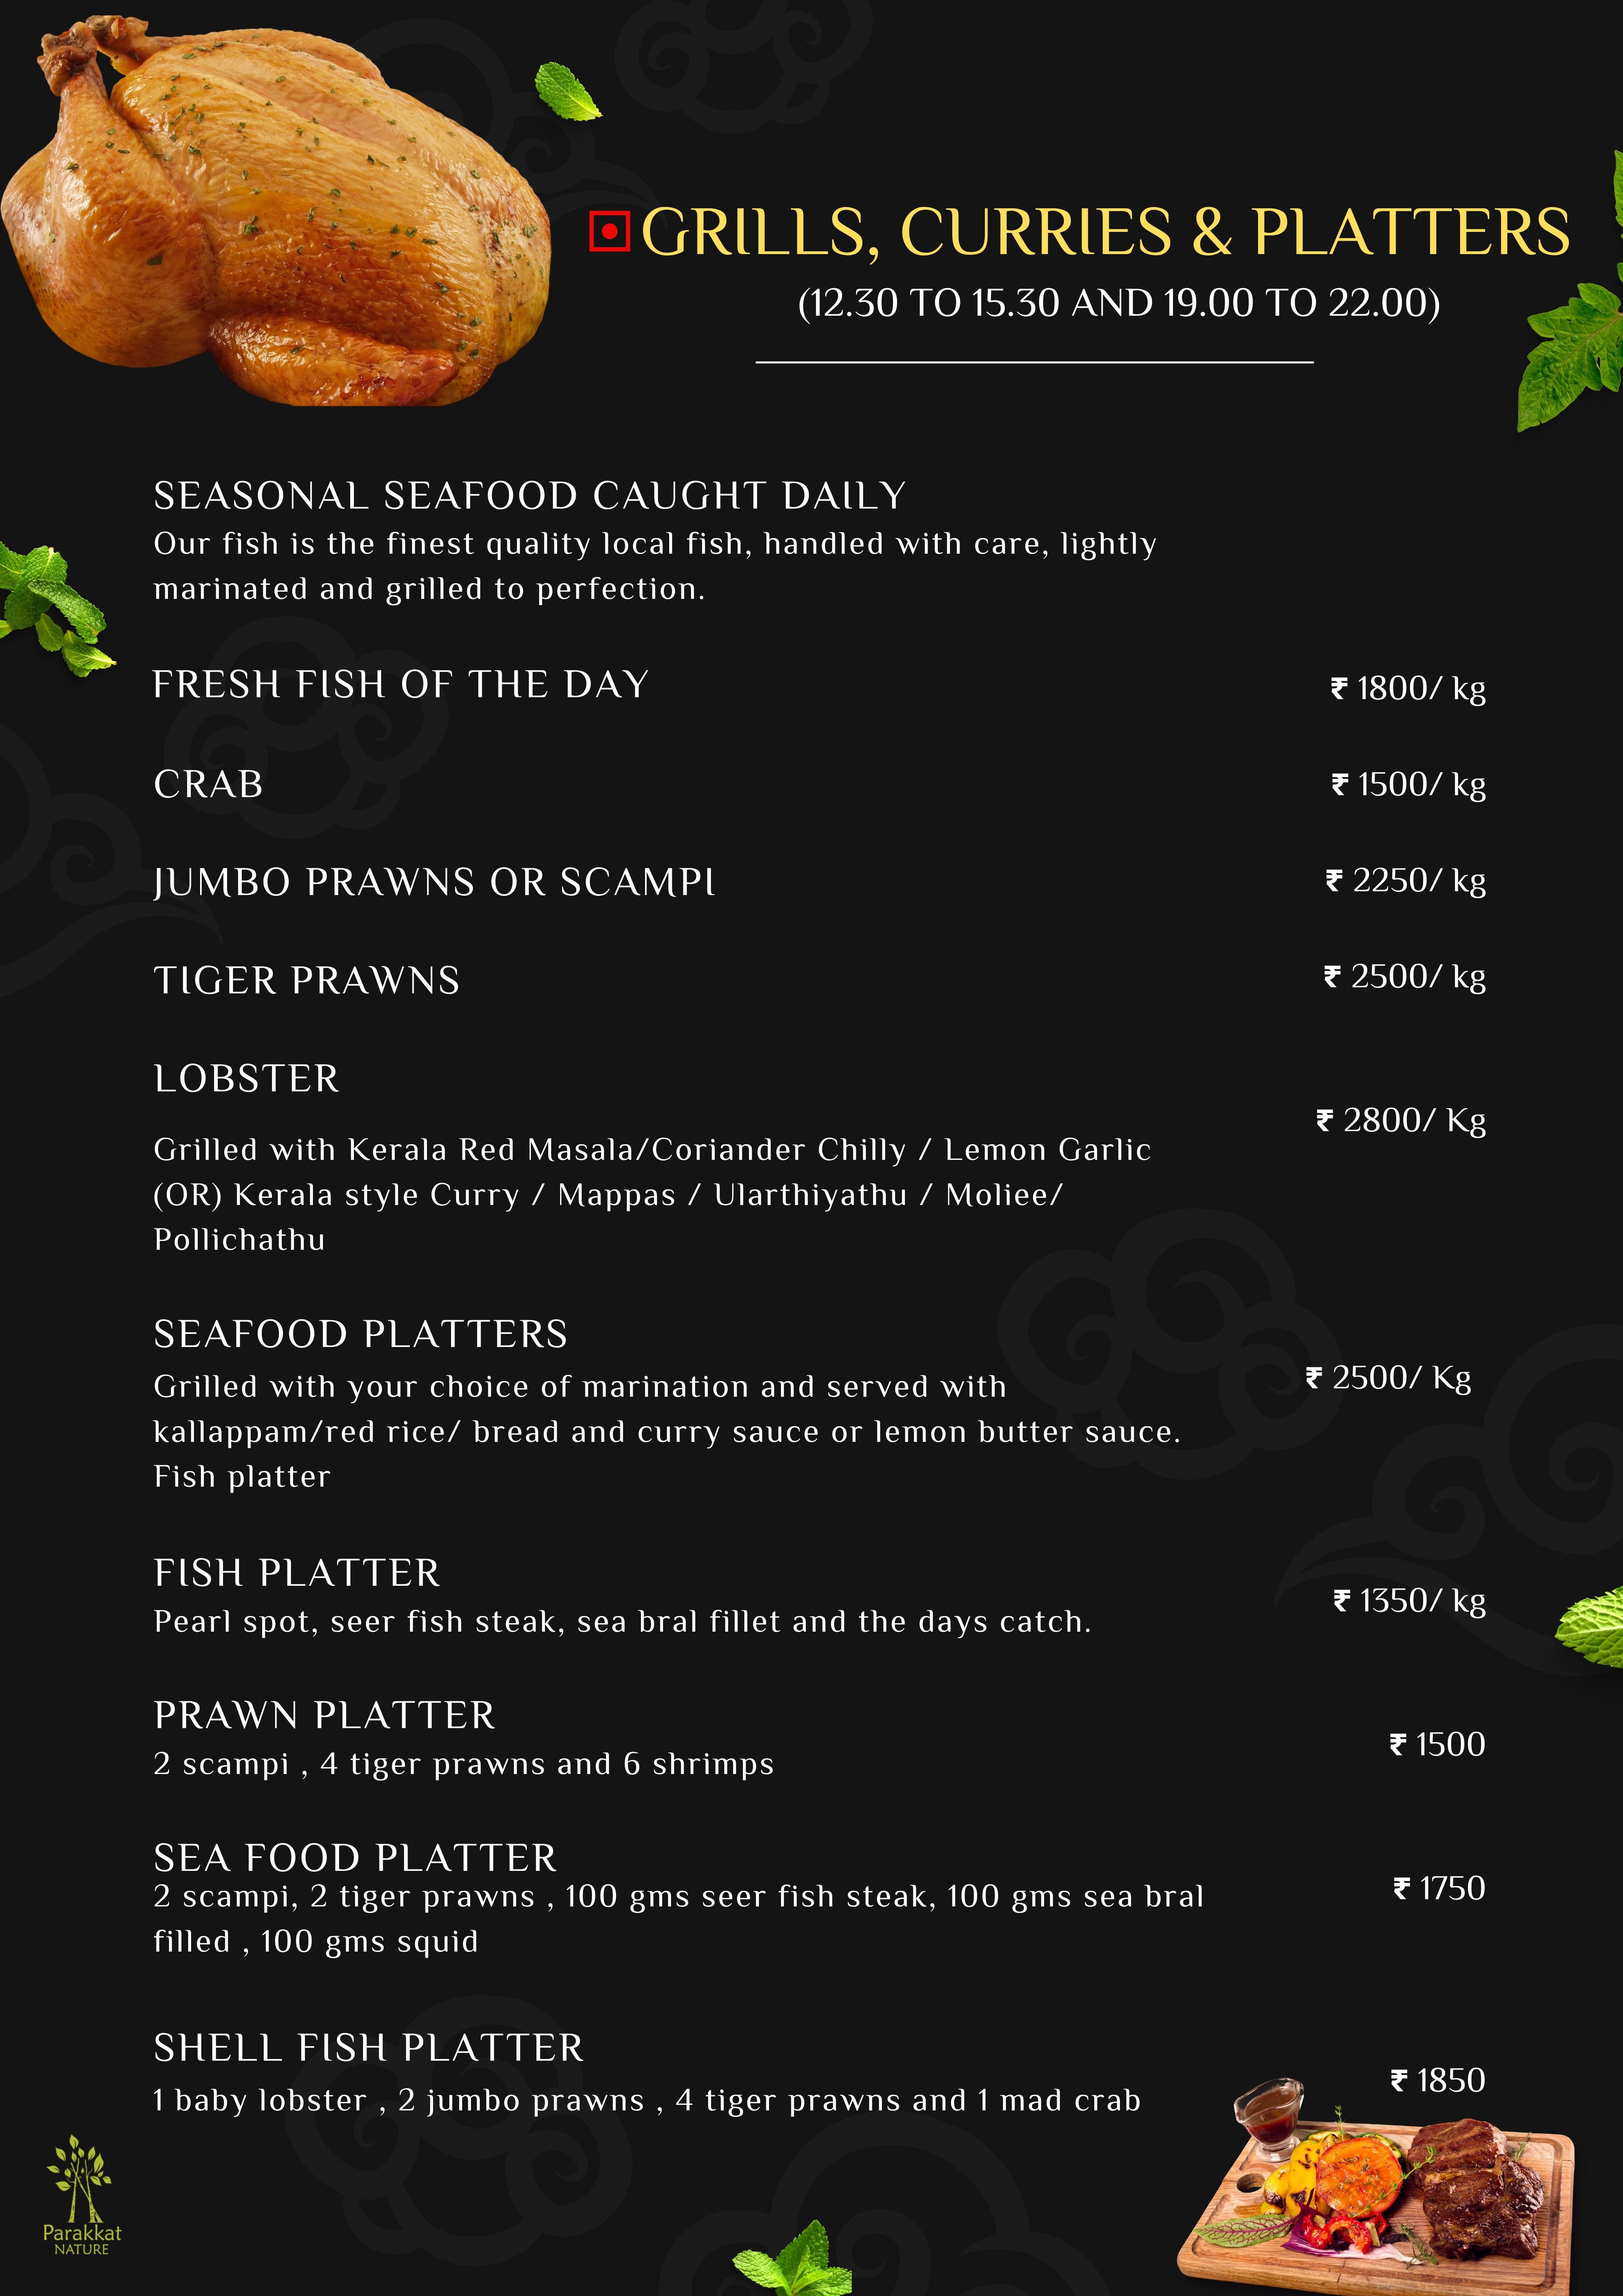 GRILLS, CURRIES & PLATTERS
(12.30 TO 15.30 AND 19.00 TO 22.00)
SEASONAL SEAFOOD CAUGHT DAILY
Our fish is the finest quality local fish, handled with care, lightly
marinated and grilled to perfection.
FRESH FISH OF THE DAY ₹ 1800/ kg
CRAB ₹ 1500/ kg
JUMBO PRAWNS OR SCAMPI ₹ 2250/ kg
TIGER PRAWNS ₹ 2500/ kg
LOBSTER
₹ 2800/ Kg
Grilled with Kerala Red Masala/Coriander Chilly / Lemon Garlic
(OR) Kerala style Curry / Mappas / Ularthiyathu / Moliee/
Pollichathu
SEAFOOD PLATTERS
₹ 2500/ Kg
Grilled with your choice of marination and served with
kallappam/red rice/ bread and curry sauce or lemon butter sauce.
Fish platter
FISH PLATTER
₹ 1350/ kg
Pearl spot, seer fish steak, sea bral fillet and the days catch.
PRAWN PLATTER
₹ 1500
2 scampi , 4 tiger prawns and 6 shrimps
SEA FOOD PLATTER
₹ 1750
2 scampi, 2 tiger prawns , 100 gms seer fish steak, 100 gms sea bral
filled , 100 gms squid
SHELL FISH PLATTER
₹ 1850
1 baby lobster , 2 jumbo prawns , 4 tiger prawns and 1 mad crab
Parakkat
NATURE